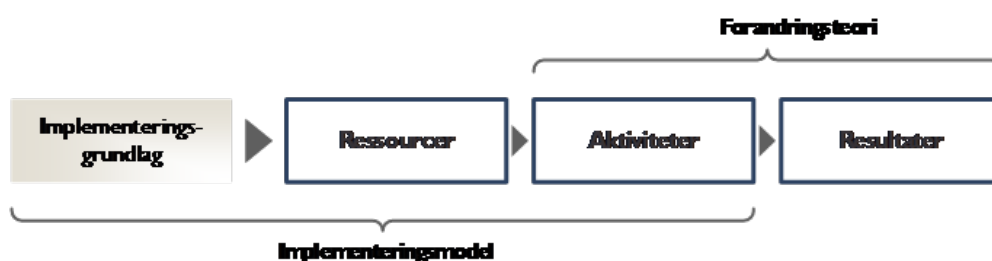 Forandringsteori
Implementerings-
grundlag
Ressourcer
Aktiviteter
Resultater
Implementeringsmodel